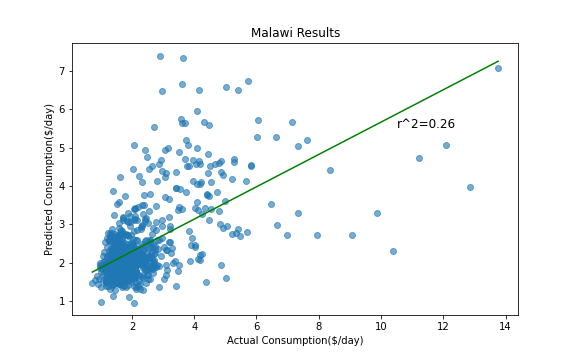 Malawi Results
7
6
5
4
3
2
1
Predicted Consumption($/day)
r^2=0.26
2 4 6 8 10 12 14
Actual Consumption($/day)